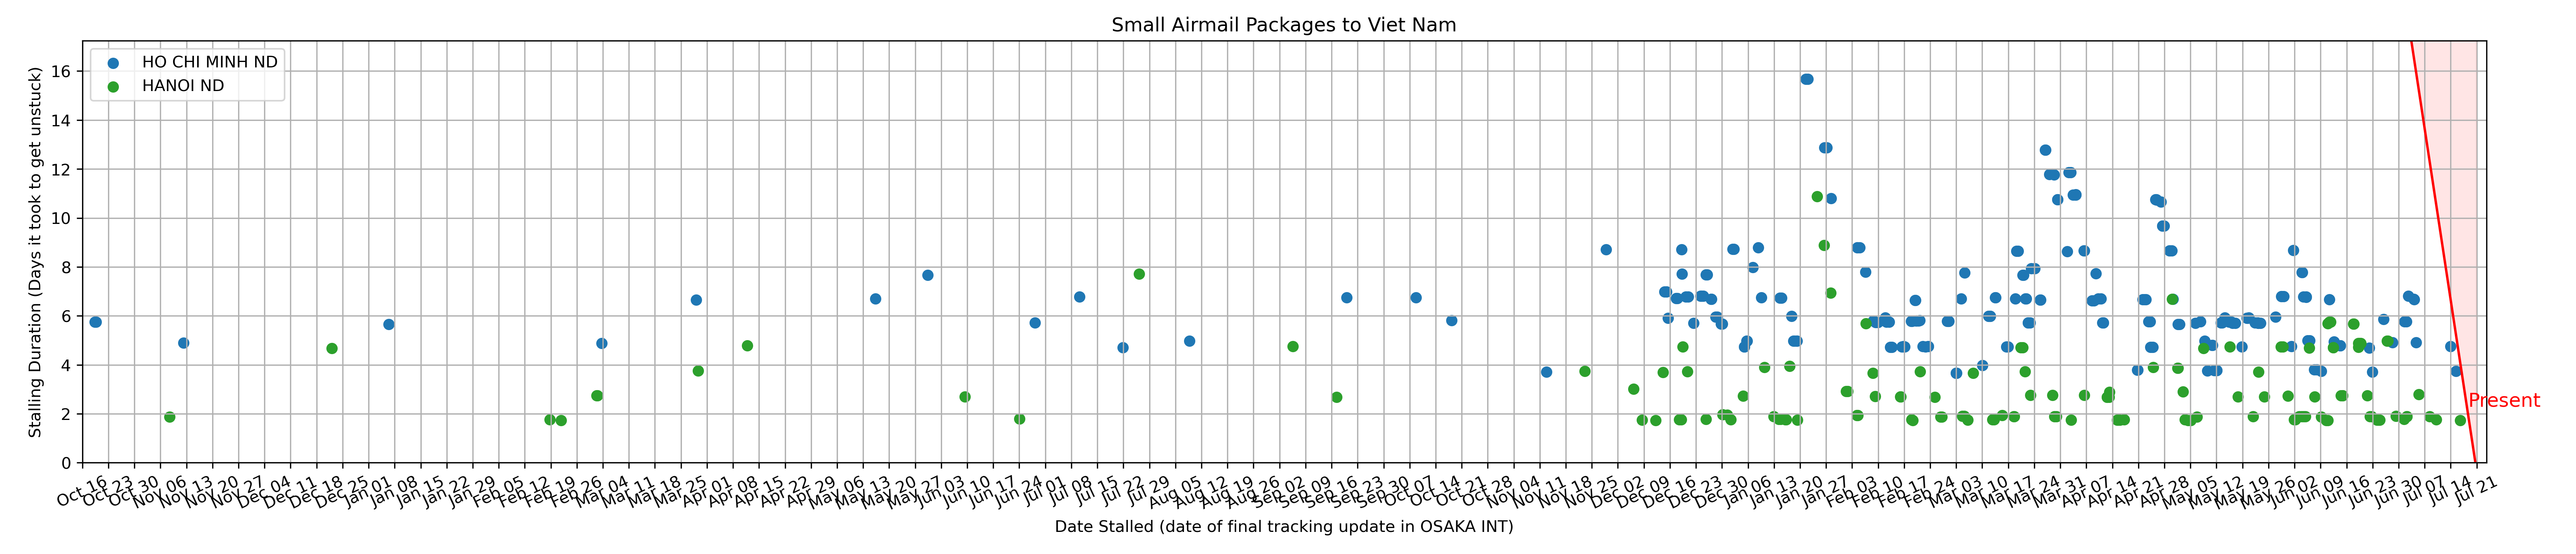 Small Airmail Packages to Viet Nam
HO CHI MINH ND
HANOI ND
Stalling Duration (Days it took to get unstuck)
16
14
12
10
8
6
4
2
0
Present
Oct 16
Oct 23
Oct 30
Nov 06
Nov 13
Nov 20
Nov 27
Dec 04
Dec 11
Dec 18
Dec 25
Jan 01
Jan 08
Jan 15
Jan 22
Jan 29
Feb 05
Feb 12
Feb 19
Feb 26
Mar 04
Mar 11
Mar 18
Mar 25
Apr 01
Apr 08
Apr 15
Apr 22
Apr 29
May 06
May 13
May 20
May 27
Jun 03
Jun 10
Jun 17
Jun 24
Jul 01
Jul 08
Jul 15
Jul 22
Jul 29
Aug 05
Aug 12
Aug 19
Aug 26
Sep 02
Sep 09
Sep 16
Sep 23
Sep 30
Oct 07
Oct 14
Oct 21
Oct 28
Nov 04
Nov 11
Nov 18
Nov 25
Dec 02
Dec 09
Dec 16
Dec 23
Dec 30
Jan 06
Jan 13
Jan 20
Jan 27
Feb 03
Feb 10
Feb 17
Feb 24
Mar 03
Mar 10
Mar 17
Mar 24
Mar 31
Apr 07
Apr 14
Apr 21
Apr 28
May 05
May 12
May 19
May 26
Jun 02
Jun 09
Jun 16
Jun 23
Jun 30
Jul 07
Jul 14
Jul 21
Date Stalled (date of final tracking update in OSAKA INT)